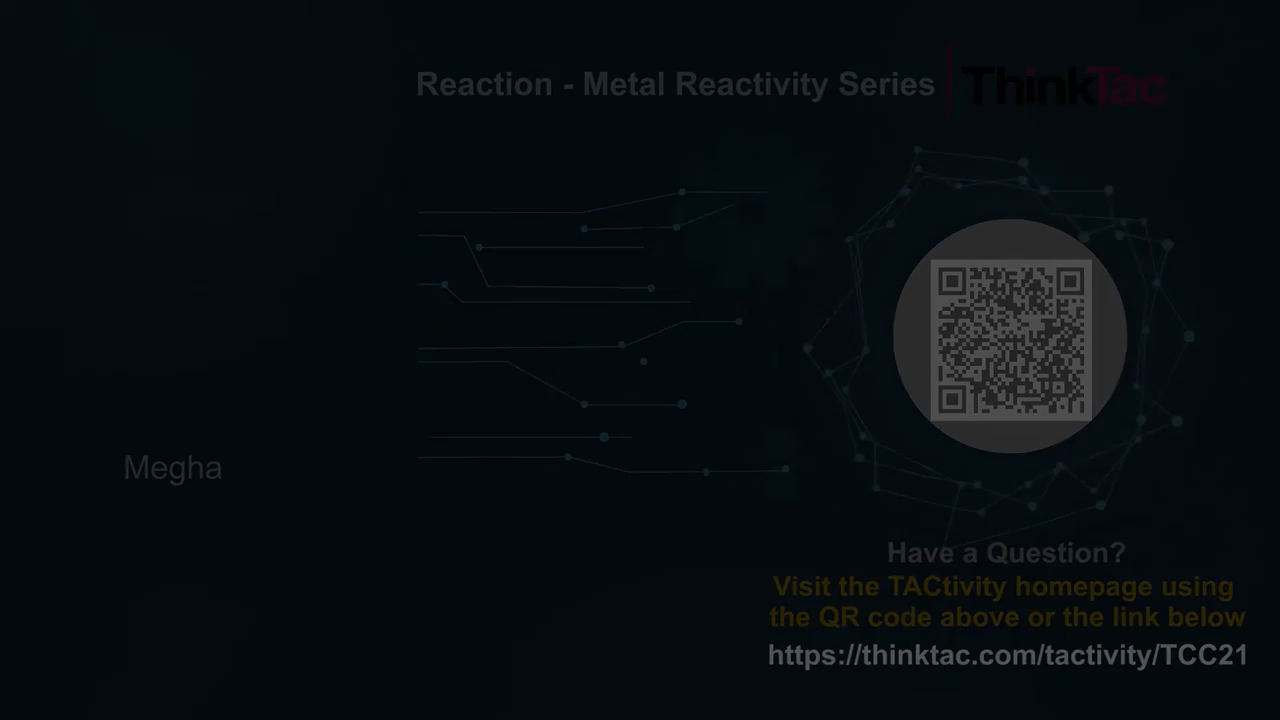 Reaction - Metal Reactivity Series
ThinkTac
Megha
Have a Question?
Visit the TACtivity homepage using
the QR code above or the link below
https://thinktac.com/tactivity/TCC21